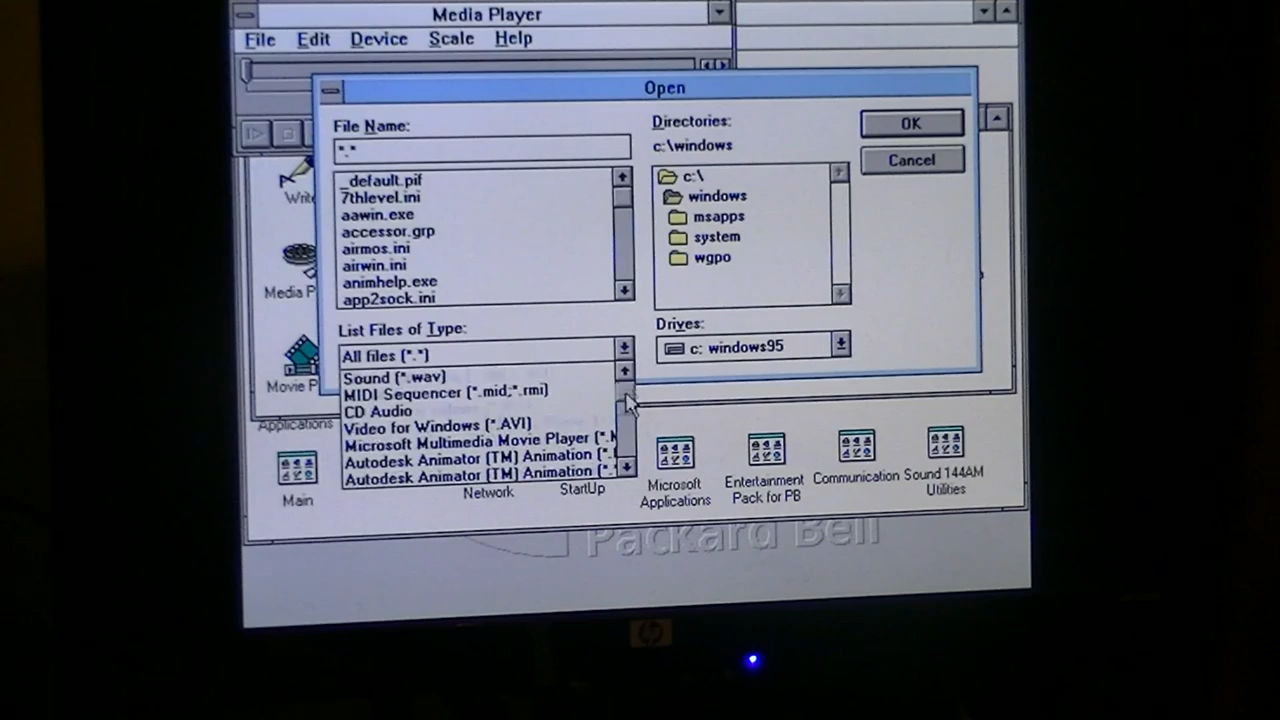 Media Player
File Edit Device Scale Help
Open
File Name:
*.*
_default.pif
7thlevel.ini
aawin.exe
accessor.grp
airmos.ini
airwin.ini
animhelp.exe
app2sock.ini
Directories:
c:\windows
c:\
windows
msapps
system
wgpo
OK
Cancel
List Files of Type:
All files (*.*)
Sound (*.wav)
MIDI Sequencer (*.mid;*.rmi)
CD Audio
Video for Windows (*.AVI)
Microsoft Multimedia Movie Player (*.
Autodesk Animator (TM) Animation (*.
Autodesk Animator (TM) Animation (*.
Drives:
c: windows95
Write
Media P
Movie P
Applications
Main
Network
StartUp
Microsoft
Applications
Entertainment
Pack for PB
Communication
Sound 144AM
Utilities
Packard Bell
hp